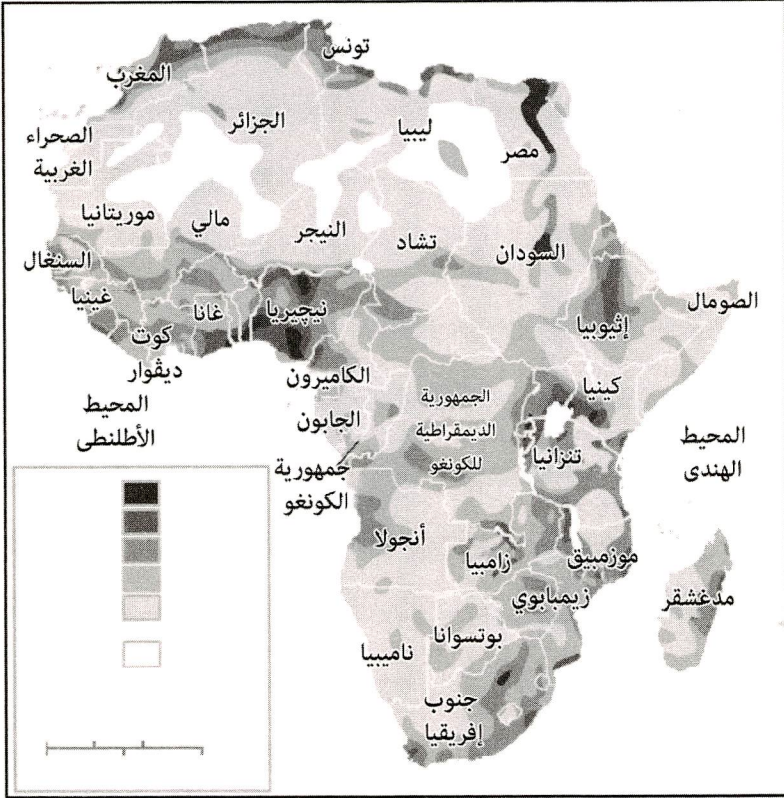 تونس
المغرب
الجزائر
ليبيا
مصر
الصحراء
الغربية
موريتانيا
مالي
النيجر
تشاد
السودان
السنغال
غينيا
غانا
نيچيريا
إثيوبيا
الصومال
كوت
ديڤوار
الكاميرون
كينيا
المحيط
الأطلنطى
الجابون
الجمهورية
الديمقراطية
للكونغو
المحيط
الهندى
تنزانيا
جمهورية
الكونغو
أنجولا
زامبيا
موزمبيق
زيمبابوي
مدغشقر
ناميبيا
بوتسوانا
جنوب
إفريقيا